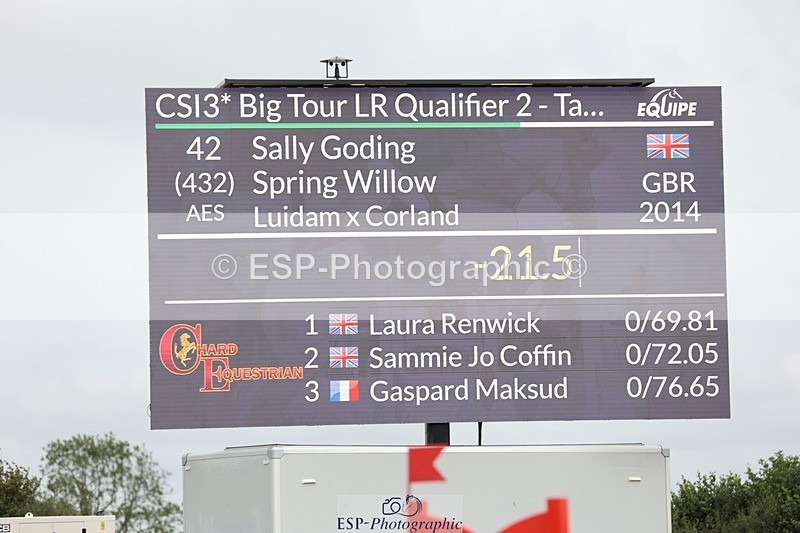 CSI3* Big Tour LR Qualifier 2 - Ta...
EQUIPE
42 Sally Goding
(432) Spring Willow GBR
AES Luidam x Corland 2014
-21.5
© ESP-Photographic ©
1 Laura Renwick 0/69.81
2 Sammie Jo Coffin 0/72.05
3 Gaspard Maksud 0/76.65
CHARD
EQUESTRIAN
ESP-Photographic